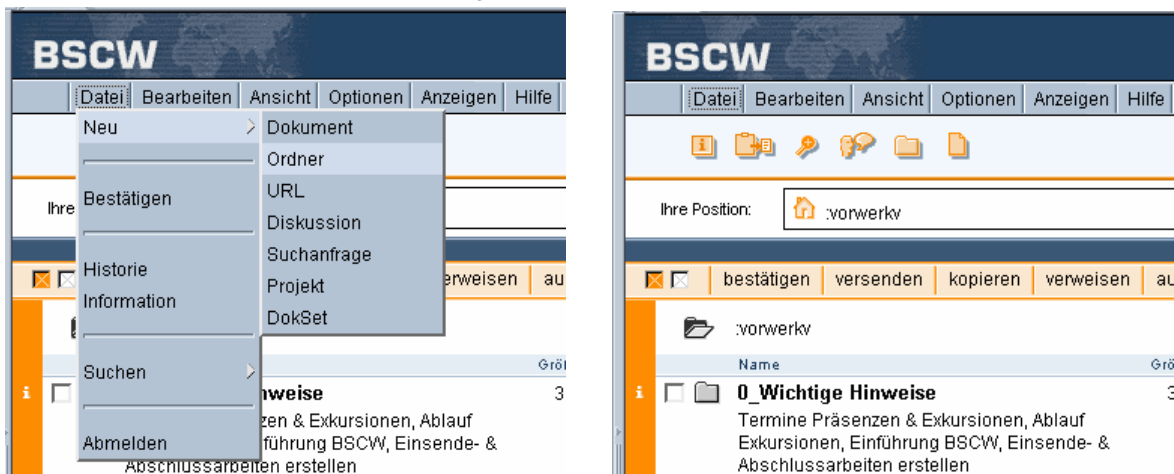 BSCW
Datei Bearbeiten Ansicht Optionen Anzeigen Hilfe
Neu
Bestätigen
Historie
Information
Suchen
Abmelden
Dokument
Ordner
URL
Diskussion
Suchanfrage
Projekt
DokSet
Ihre
erweisen au
Grö
nweise 3
zen & Exkursionen, Ablauf
führung BSCW, Einsende- &
Abschlussarbeiten erstellen
BSCW
Datei Bearbeiten Ansicht Optionen Anzeigen Hilfe
Ihre Position: :vorwerkv
bestätigen versenden kopieren verweisen au
:vorwerkv
Name Grö
0_Wichtige Hinweise 3
Termine Präsenzen & Exkursionen, Ablauf
Exkursionen, Einführung BSCW, Einsende- &
Abschlussarbeiten erstellen